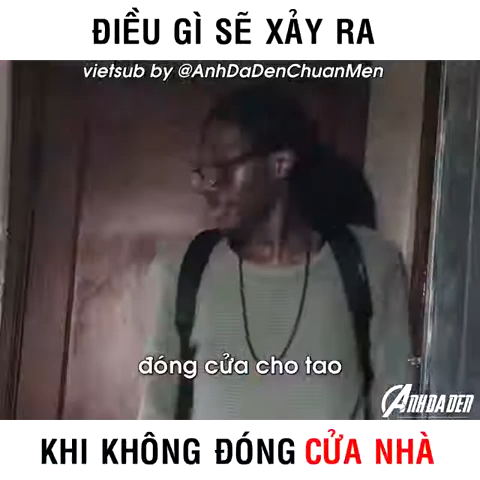 ĐIỀU GÌ SẼ XẢY RA
vietsub by @AnhDaDenChuanMen
đóng cửa cho tao
ANHDADEN
KHI KHÔNG ĐÓNG CỬA NHÀ